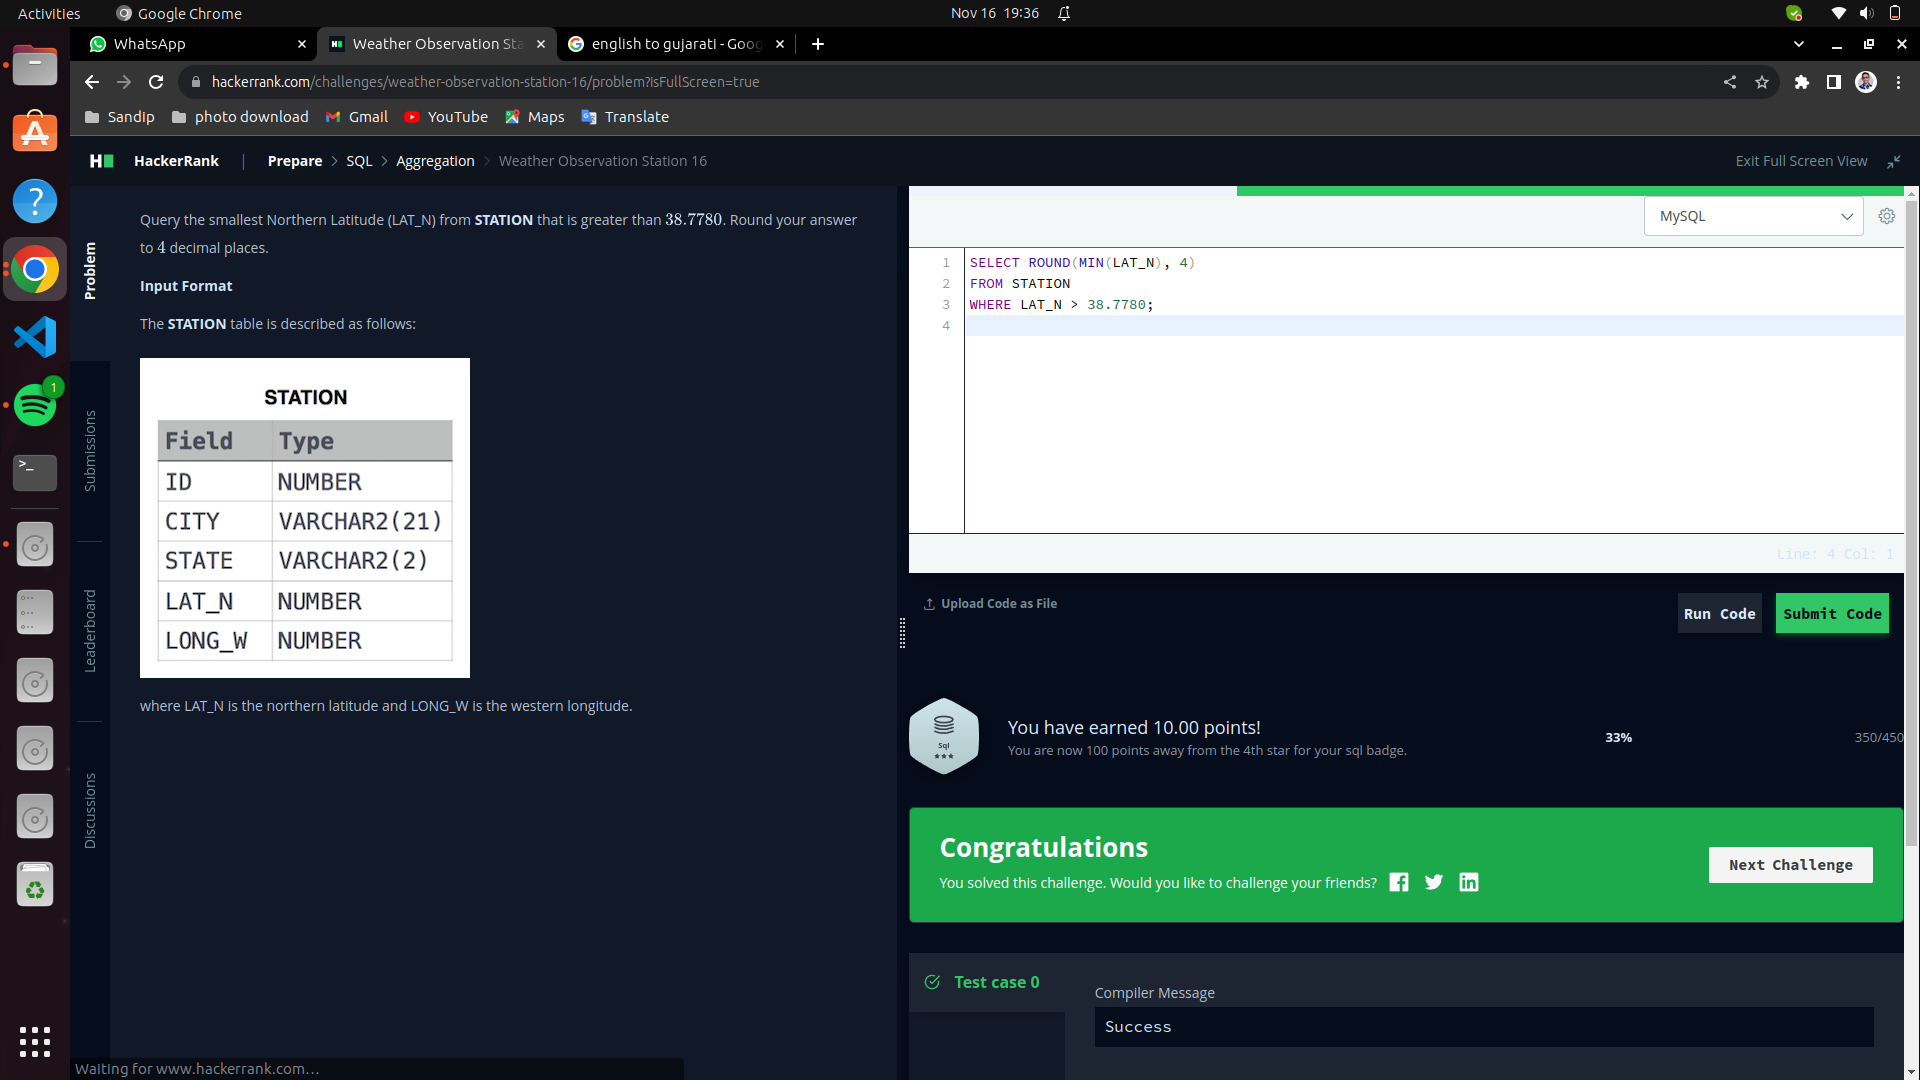 Activities
Google Chrome
Nov 16 19:36
WhatsApp
Weather Observation Sta
english to gujarati - Goog
hackerrank.com/challenges/weather-observation-station-16/problem?isFullScreen=true
Sandip
photo download
Gmail
YouTube
Maps
Translate
HackerRank
Prepare
SQL
Aggregation
Weather Observation Station 16
Exit Full Screen View
1
>_
Problem
Submissions
Leaderboard
Discussions
Query the smallest Northern Latitude (LAT_N) from STATION that is greater than 38.7780. Round your answer
to 4 decimal places.
Input Format
The STATION table is described as follows:
STATION
Field Type
ID NUMBER
CITY VARCHAR2(21)
STATE VARCHAR2(2)
LAT_N NUMBER
LONG_W NUMBER
where LAT_N is the northern latitude and LONG_W is the western longitude.
MySQL
1 SELECT ROUND(MIN(LAT_N), 4)
2 FROM STATION
3 WHERE LAT_N > 38.7780;
4
Line: 4 Col: 1
Upload Code as File
Run Code
Submit Code
Sql
You have earned 10.00 points!
You are now 100 points away from the 4th star for your sql badge.
33%
350/450
Congratulations
You solved this challenge. Would you like to challenge your friends?
Next Challenge
Test case 0
Compiler Message
Success
Waiting for www.hackerrank.com…